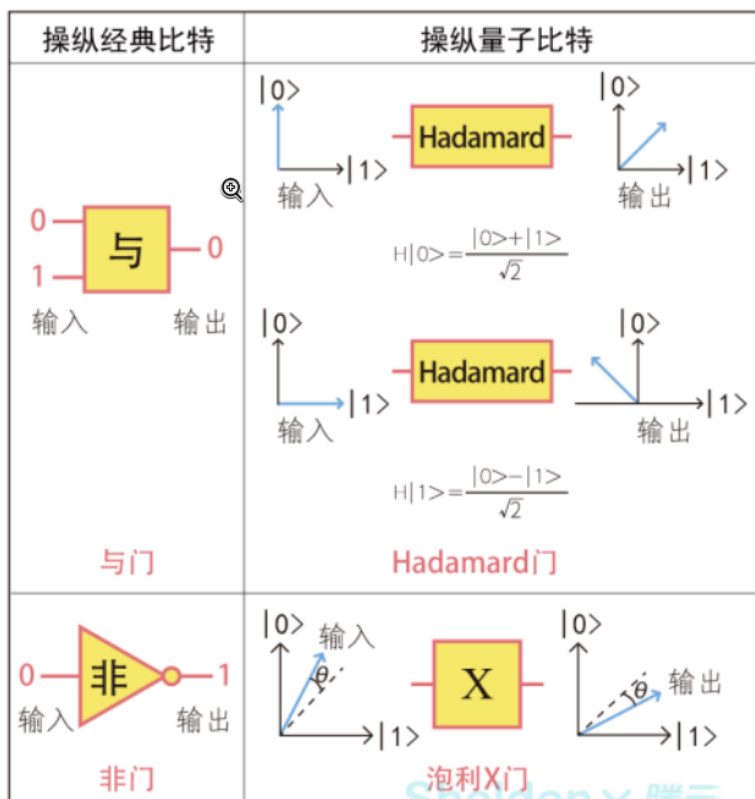 操纵经典比特
操纵量子比特
0
1
与
0
输入
输出
与门
|0>
|1>
输入
Hadamard
|0>
|1>
输出
H|0>=(|0>+|1>)/√2
|0>
|1>
输入
Hadamard
|0>
|1>
输出
H|1>=(|0>-|1>)/√2
Hadamard门
0
非
1
输入
输出
非门
|0>
输入
θ
|1>
X
|0>
输出
θ
|1>
泡利X门
Sheldon × 腾云